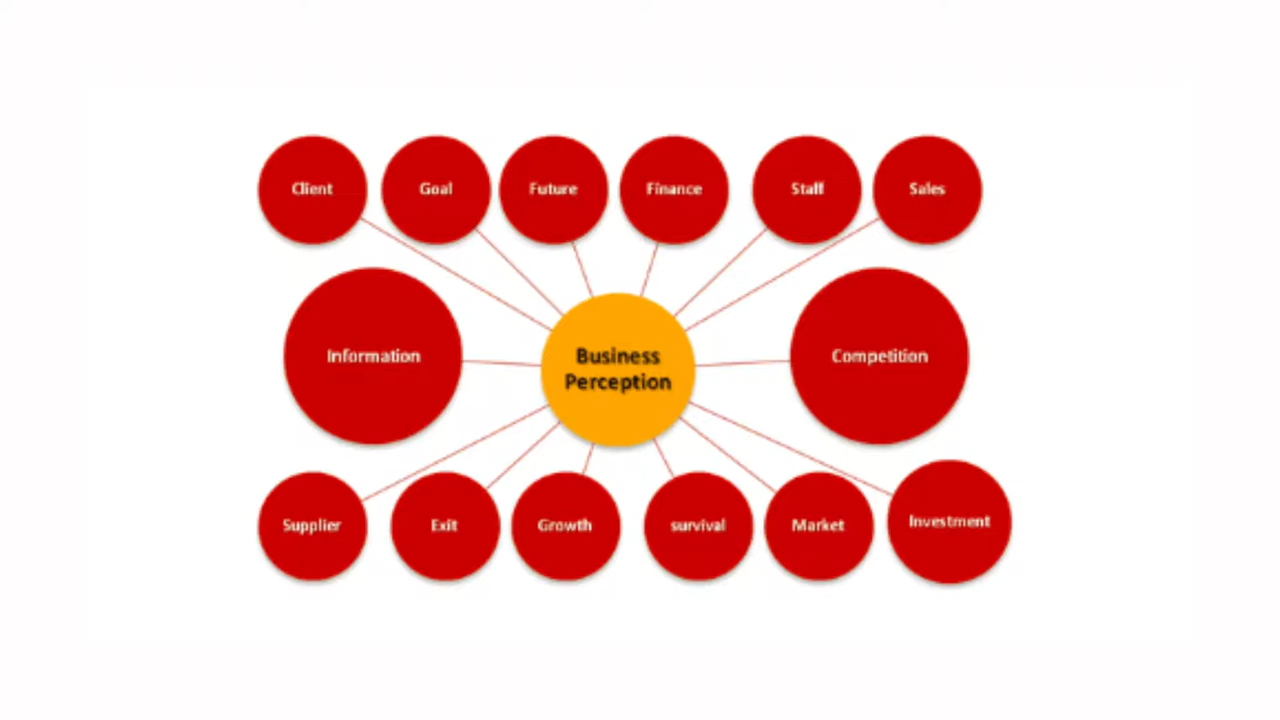 Client
Goal
Future
Finance
Staff
Sales
Information
Business
Perception
Competition
Supplier
Exit
Growth
survival
Market
Investment